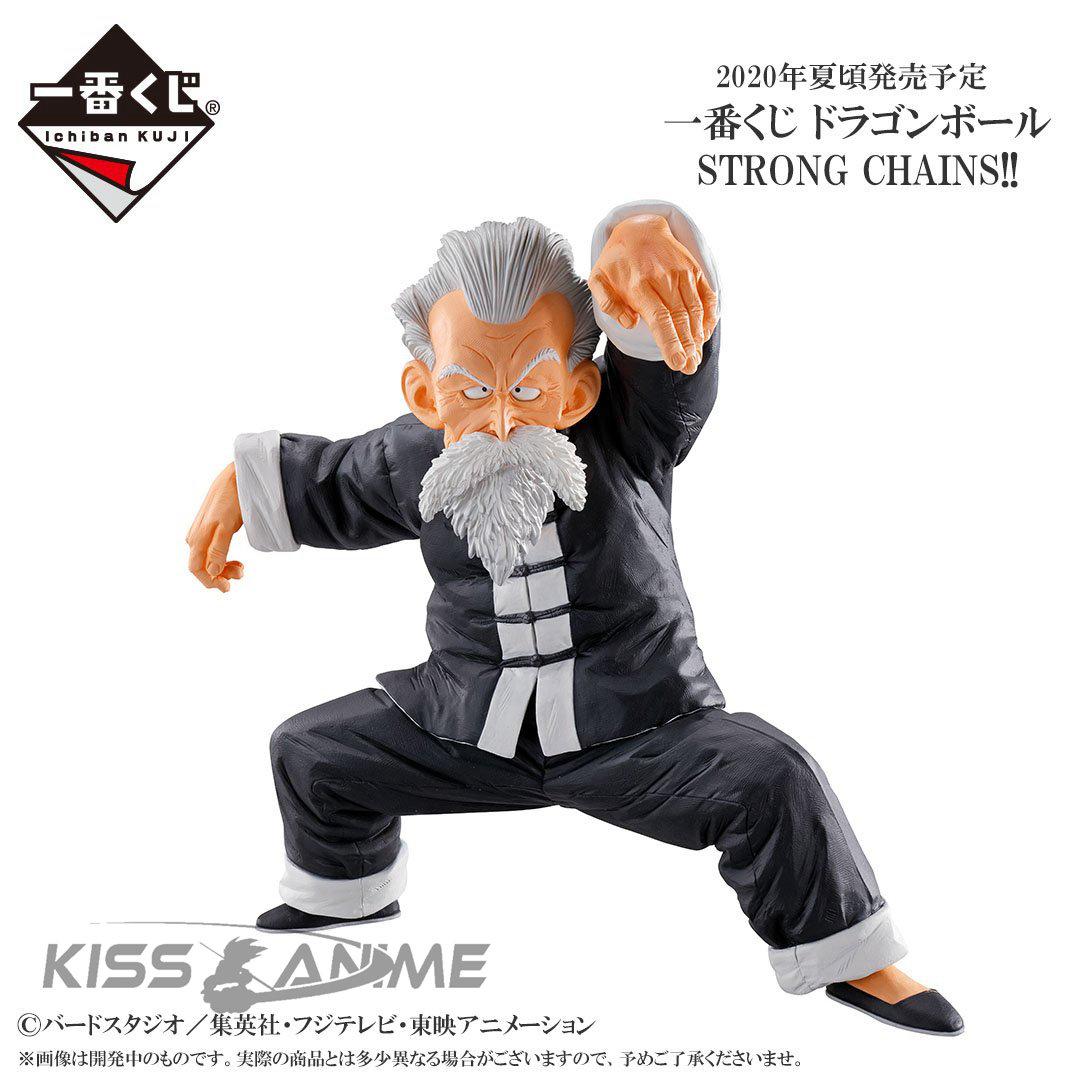 一番くじ®
Ichiban KUJI
2020年夏頃発売予定
一番くじ ドラゴンボール
STRONG CHAINS!!
KISS ANIME
©バードスタジオ／集英社・フジテレビ・東映アニメーション
※画像は開発中のものです。実際の商品とは多少異なる場合がございますので、予めご了承くださいませ。